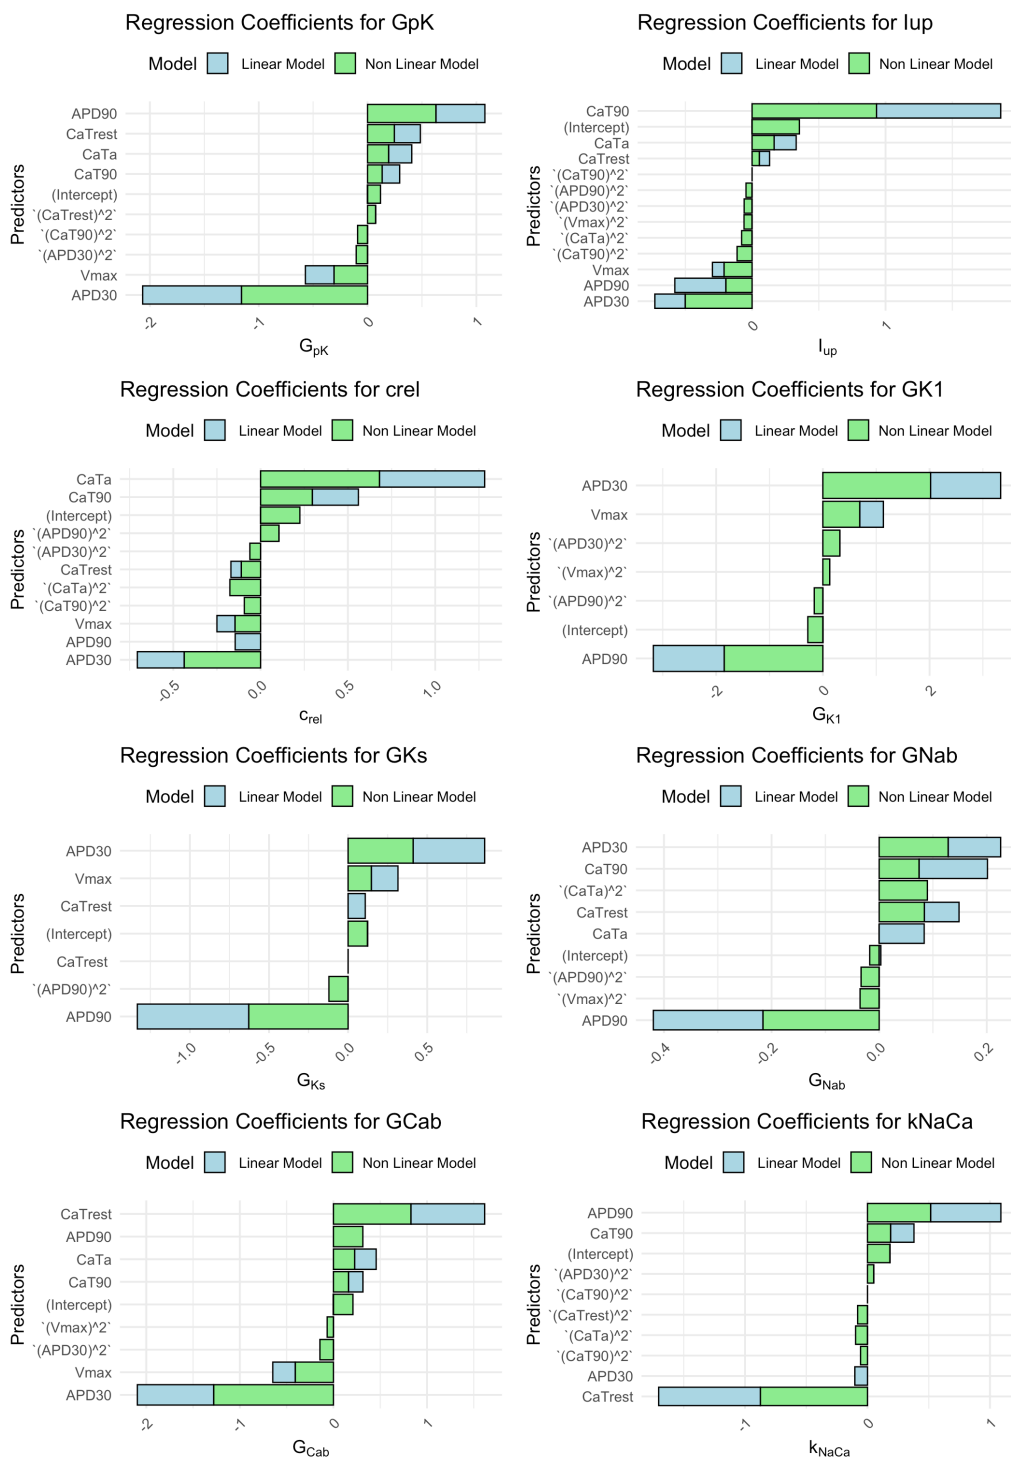 Regression Coefficients for GpK
Model Linear Model Non Linear Model
Predictors
APD90
CaTrest
CaTa
CaT90
(Intercept)
`(CaTrest)^2`
`(CaT90)^2`
`(APD30)^2`
Vmax
APD30
-2 -1 0 1
GpK
Regression Coefficients for Iup
Model Linear Model Non Linear Model
Predictors
CaT90
(Intercept)
CaTa
CaTrest
`(CaT90)^2`
`(APD90)^2`
`(APD30)^2`
`(Vmax)^2`
`(CaTa)^2`
`(CaT90)^2`
Vmax
APD90
APD30
0 1
Iup
Regression Coefficients for crel
Model Linear Model Non Linear Model
Predictors
CaTa
CaT90
(Intercept)
`(APD90)^2`
`(APD30)^2`
CaTrest
`(CaTa)^2`
`(CaT90)^2`
Vmax
APD90
APD30
-0.5 0.0 0.5 1.0
crel
Regression Coefficients for GK1
Model Linear Model Non Linear Model
Predictors
APD30
Vmax
`(APD30)^2`
`(Vmax)^2`
`(APD90)^2`
(Intercept)
APD90
-2 0 2
GK1
Regression Coefficients for GKs
Model Linear Model Non Linear Model
Predictors
APD30
Vmax
CaTrest
(Intercept)
CaTrest
`(APD90)^2`
APD90
-1.0 -0.5 0.0 0.5
GKs
Regression Coefficients for GNab
Model Linear Model Non Linear Model
Predictors
APD30
CaT90
`(CaTa)^2`
CaTrest
CaTa
(Intercept)
`(APD90)^2`
`(Vmax)^2`
APD90
-0.4 -0.2 0.0 0.2
GNab
Regression Coefficients for GCab
Model Linear Model Non Linear Model
Predictors
CaTrest
APD90
CaTa
CaT90
(Intercept)
`(Vmax)^2`
`(APD30)^2`
Vmax
APD30
-2 -1 0 1
GCab
Regression Coefficients for kNaCa
Model Linear Model Non Linear Model
Predictors
APD90
CaT90
(Intercept)
`(APD30)^2`
`(CaT90)^2`
`(CaTrest)^2`
`(CaTa)^2`
`(CaT90)^2`
APD30
CaTrest
-1 0 1
kNaCa